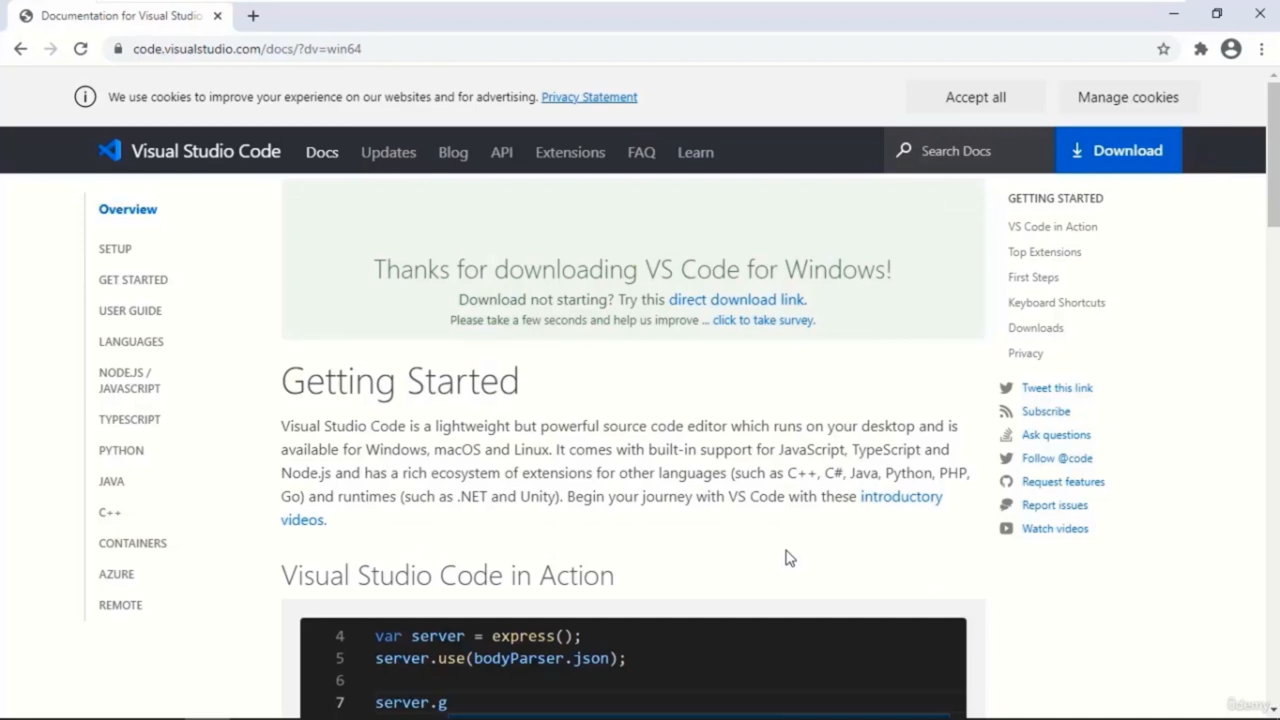 Documentation for Visual Studio
code.visualstudio.com/docs/?dv=win64
We use cookies to improve your experience on our websites and for advertising. Privacy Statement
Accept all
Manage cookies
Visual Studio Code
Docs
Updates
Blog
API
Extensions
FAQ
Learn
Search Docs
Download
Overview
SETUP
GET STARTED
USER GUIDE
LANGUAGES
NODE.JS /
JAVASCRIPT
TYPESCRIPT
PYTHON
JAVA
C++
CONTAINERS
AZURE
REMOTE
Thanks for downloading VS Code for Windows!
Download not starting? Try this direct download link.
Please take a few seconds and help us improve ... click to take survey.
Getting Started
Visual Studio Code is a lightweight but powerful source code editor which runs on your desktop and is
available for Windows, macOS and Linux. It comes with built-in support for JavaScript, TypeScript and
Node.js and has a rich ecosystem of extensions for other languages (such as C++, C#, Java, Python, PHP,
Go) and runtimes (such as .NET and Unity). Begin your journey with VS Code with these introductory
videos.
Visual Studio Code in Action
4 var server = express();
5 server.use(bodyParser.json);
6
7 server.g
GETTING STARTED
VS Code in Action
Top Extensions
First Steps
Keyboard Shortcuts
Downloads
Privacy
Tweet this link
Subscribe
Ask questions
Follow @code
Request features
Report issues
Watch videos
ûdemy